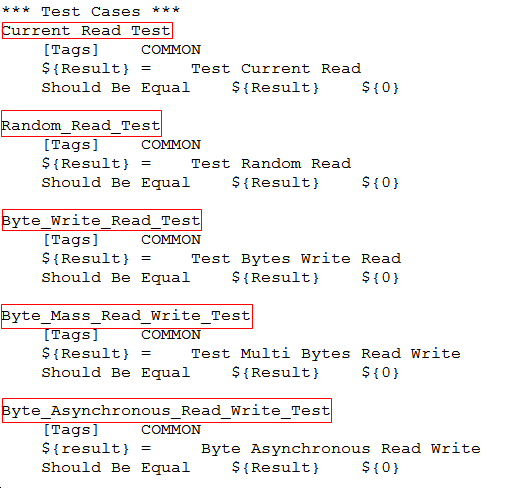 *** Test Cases ***
Current Read Test
[Tags] COMMON
${Result} = Test Current Read
Should Be Equal ${Result} ${0}
Random_Read_Test
[Tags] COMMON
${Result} = Test Random Read
Should Be Equal ${Result} ${0}
Byte_Write_Read_Test
[Tags] COMMON
${Result} = Test Bytes Write Read
Should Be Equal ${Result} ${0}
Byte_Mass_Read_Write_Test
[Tags] COMMON
${Result} = Test Multi Bytes Read Write
Should Be Equal ${Result} ${0}
Byte_Asynchronous_Read_Write_Test
[Tags] COMMON
${result} = Byte Asynchronous Read Write
Should Be Equal ${Result} ${0}